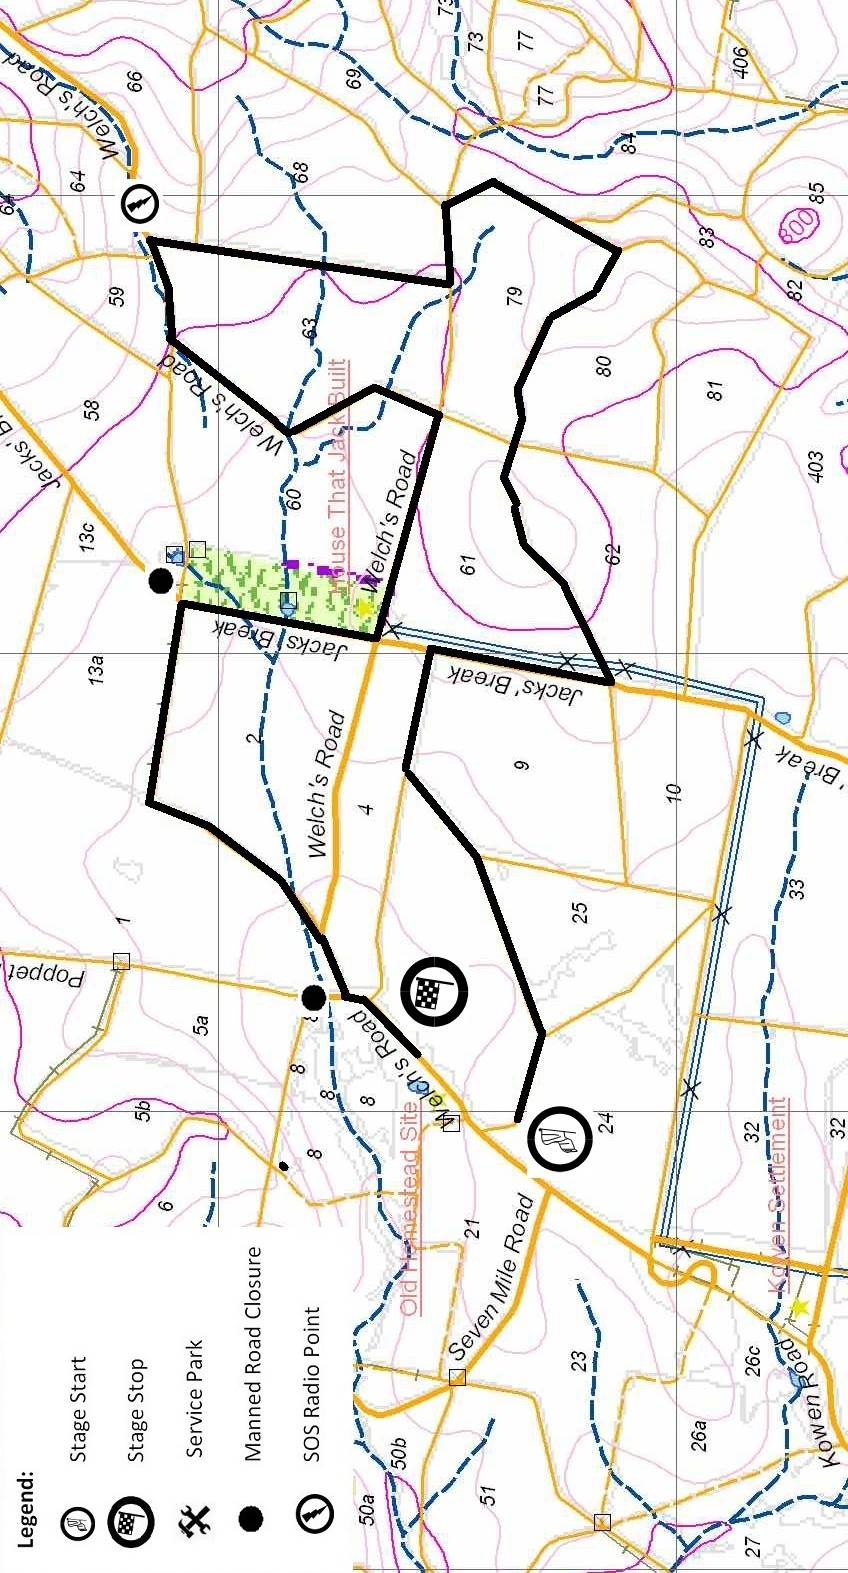 Legend:
Stage Start
Stage Stop
Service Park
Manned Road Closure
SOS Radio Point
Welch's Road
66
64
59
58
Jacks' B
13c
13a
1
Poppet
5a
5b
6
8
8
8
8
69
68
63
60
2
4
73
73
77
77
406
84
85
800
83
82
79
80
81
403
61
62
9
10
25
24
33
32
32
21
23
26c
26a
27
50a
50b
51
Welch's Road
Welch's Road
Welch's Road
Welch's Road
Jacks' Break
Jacks' Break
' Break
House That Jack Built
Old Homestead Site
Kowen Settlement
Seven Mile Road
Kowen Road